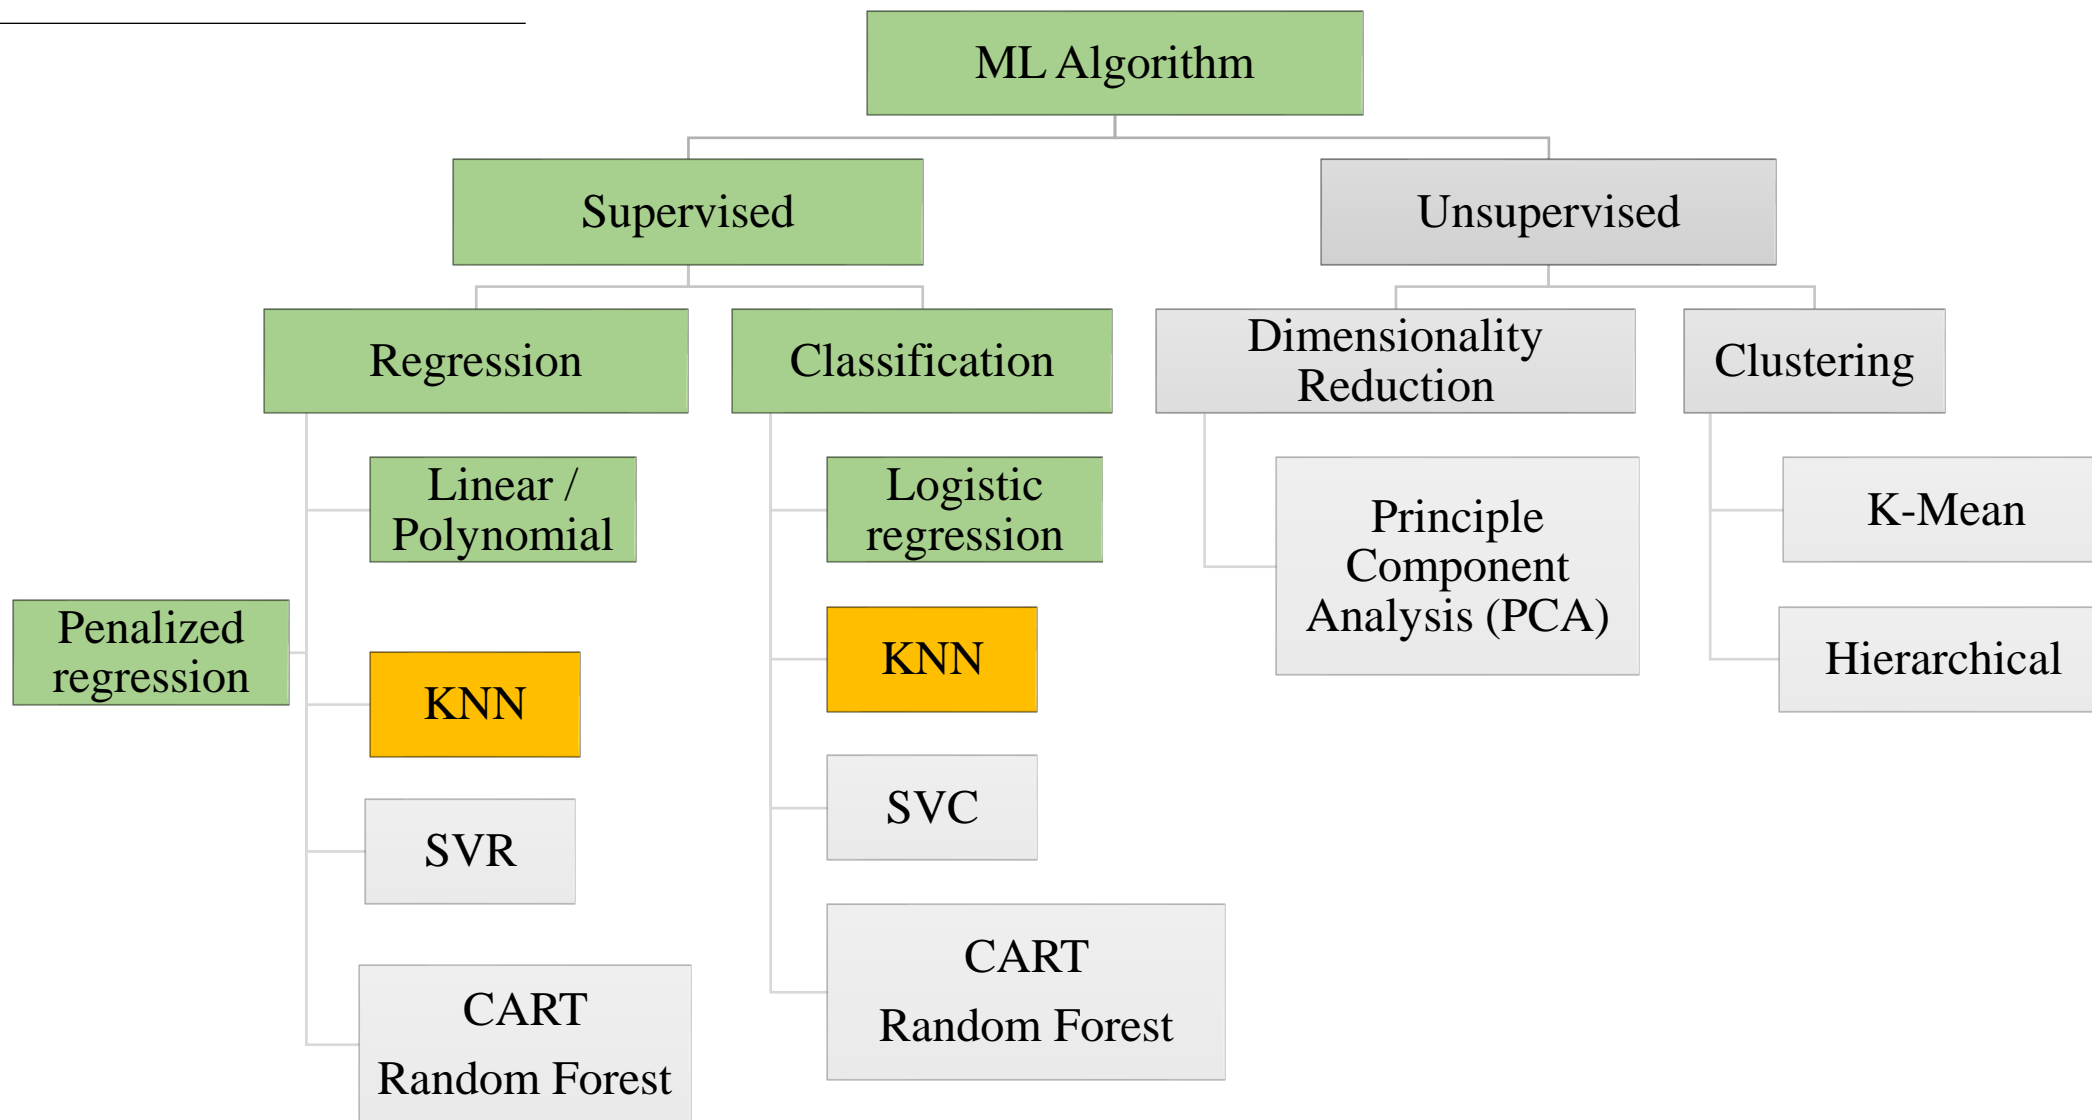 ML Algorithm
Supervised
Unsupervised
Regression
Classification
Dimensionality
Reduction
Clustering
Linear /
Polynomial
Penalized
regression
KNN
SVR
CART
Random Forest
Logistic
regression
KNN
SVC
CART
Random Forest
Principle
Component
Analysis (PCA)
K-Mean
Hierarchical